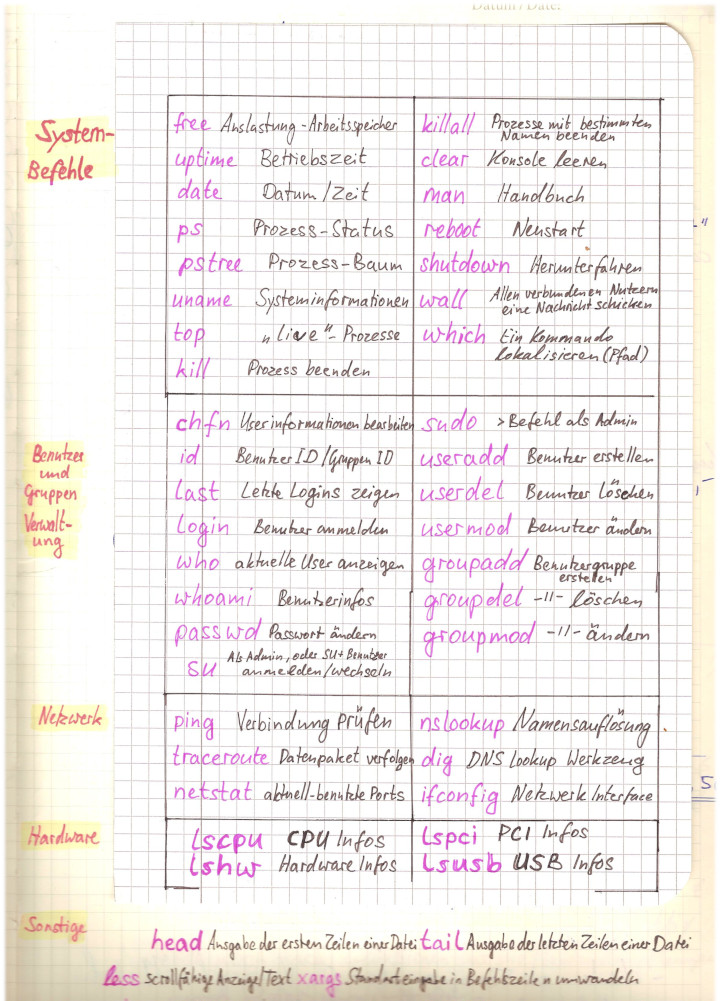 Datum / Date:
System-
Befehle
free Auslastung-Arbeitsspeicher
uptime Betriebszeit
date Datum/Zeit
ps Prozess-Status
pstree Prozess-Baum
uname Systeminformationen
top „live"-Prozesse
kill Prozess beenden
killall Prozesse mit bestimmten
Namen beenden
clear Konsole leeren
man Handbuch
reboot Neustart
shutdown Herunterfahren
wall Allen verbundenen Nutzern
eine Nachricht schicken
which Ein Kommando
lokalisieren (Pfad)
Benutzer
und
Gruppen
Verwalt-
ung
chfn Userinformationen bearbeiten
id Benutzer ID/Gruppen ID
last Letzte Logins zeigen
login Benutzer anmelden
who aktuelle User anzeigen
whoami Benutzerinfos
passwd Passwort ändern
su Als Admin, oder SU+Benutzer
anmelden/wechseln
sudo >Befehl als Admin
useradd Benutzer erstellen
userdel Benutzer löschen
usermod Benutzer ändern
groupadd Benutzergruppe
erstellen
groupdel -11- löschen
groupmod -11- ändern
Netzwerk
ping Verbindung prüfen
traceroute Datenpaket verfolgen
netstat aktuell-benutzte Ports
nslookup Namensauflösung
dig DNS Lookup Werkzeug
ifconfig Netzwerk Interface
Hardware
lscpu CPU Infos
lshw Hardware Infos
lspci PCI Infos
lsusb USB Infos
Sonstige
head Ausgabe der ersten Zeilen einer Datei tail Ausgabe der letzten Zeilen einer Datei
less scrollfähige Anzeige/Text xargs Standarteingabe in Befehlszeilen umwandeln